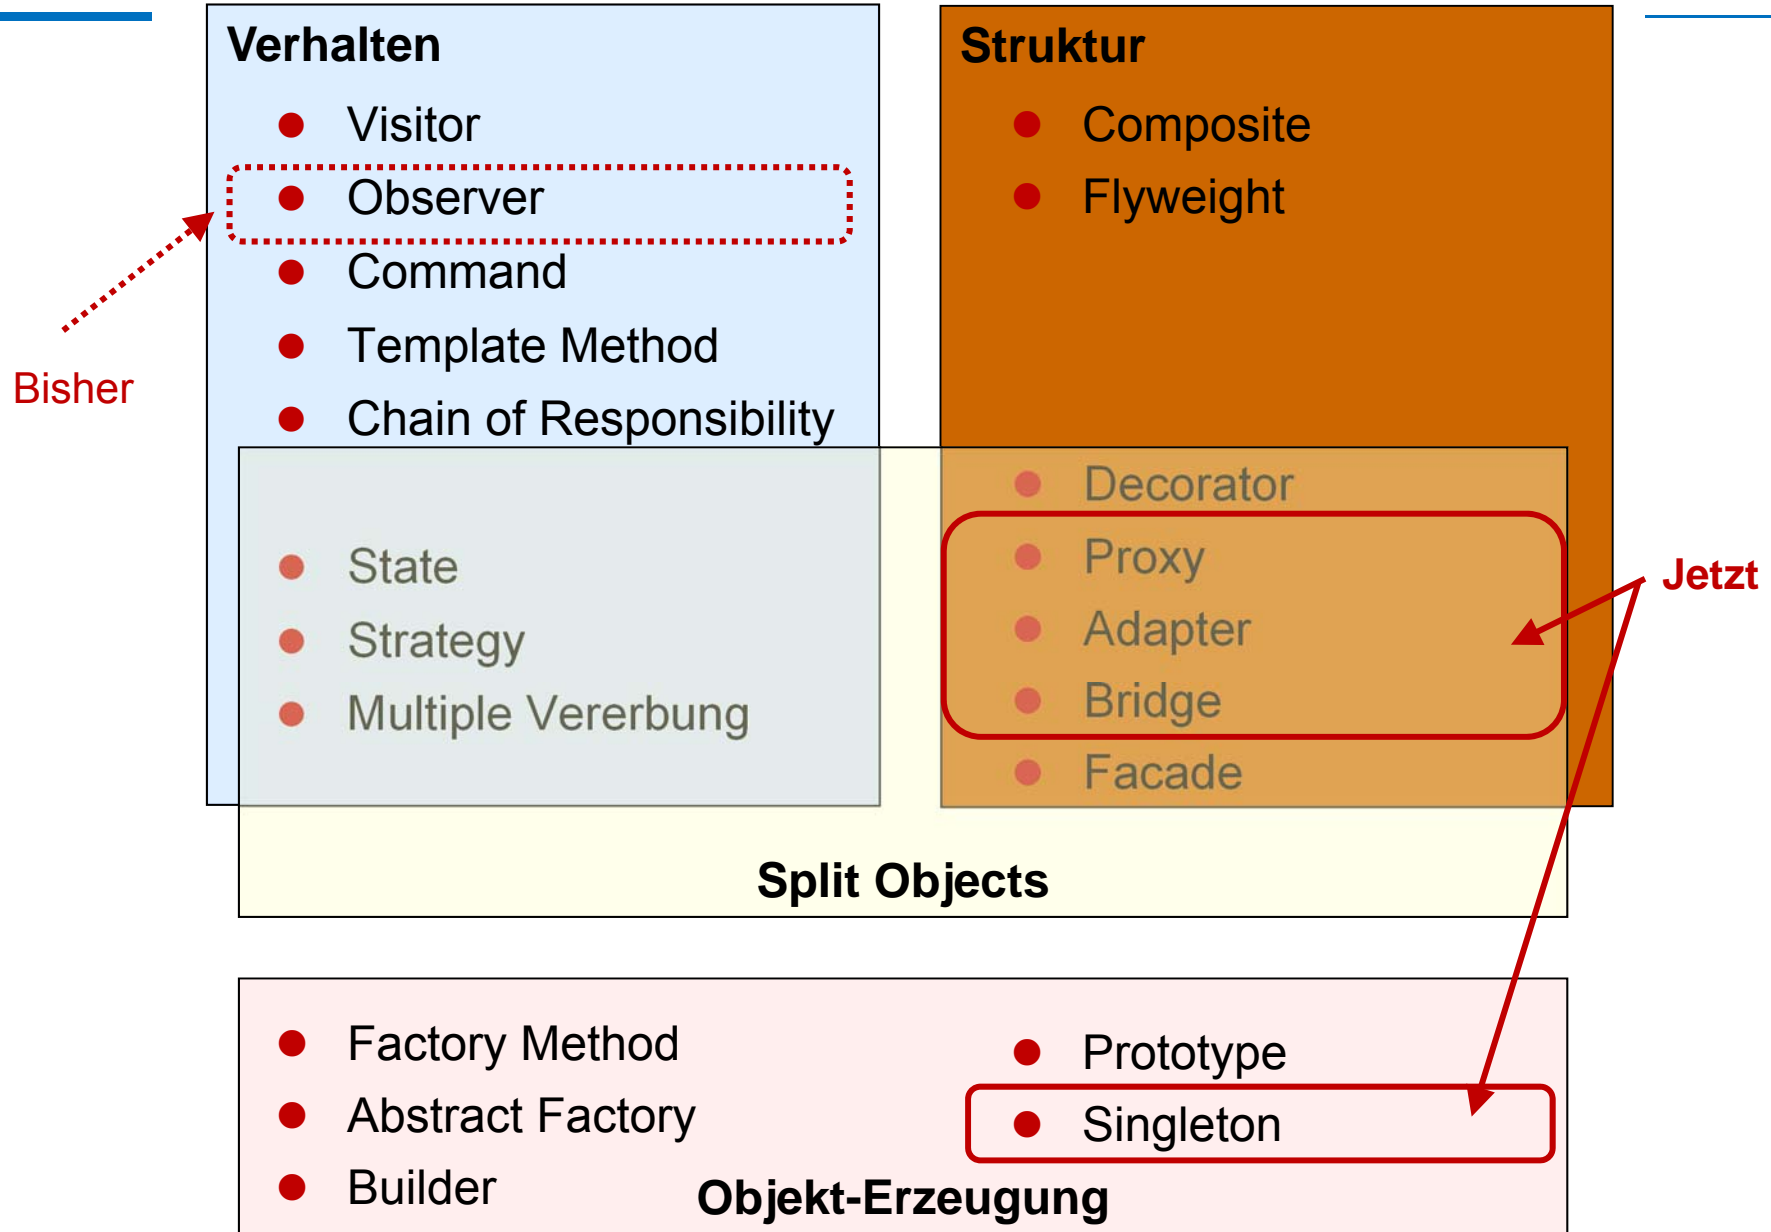 Verhalten
Visitor
Observer
Command
Template Method
Chain of Responsibility
State
Strategy
Multiple Vererbung
Struktur
Composite
Flyweight
Decorator
Proxy
Adapter
Bridge
Facade
Bisher
Jetzt
Split Objects
Factory Method
Abstract Factory
Builder
Prototype
Singleton
Objekt-Erzeugung